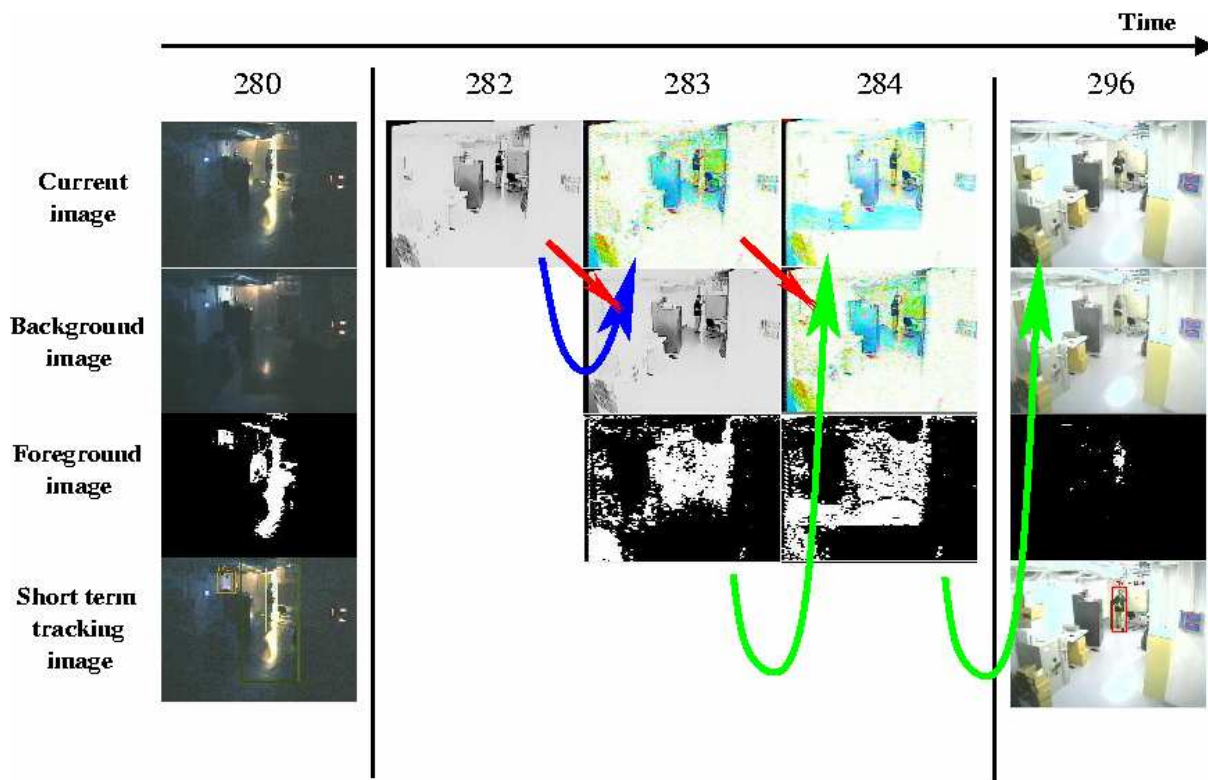 Time
280 282 283 284 296
Current
image
Background
image
Foreground
image
Short term
tracking
image